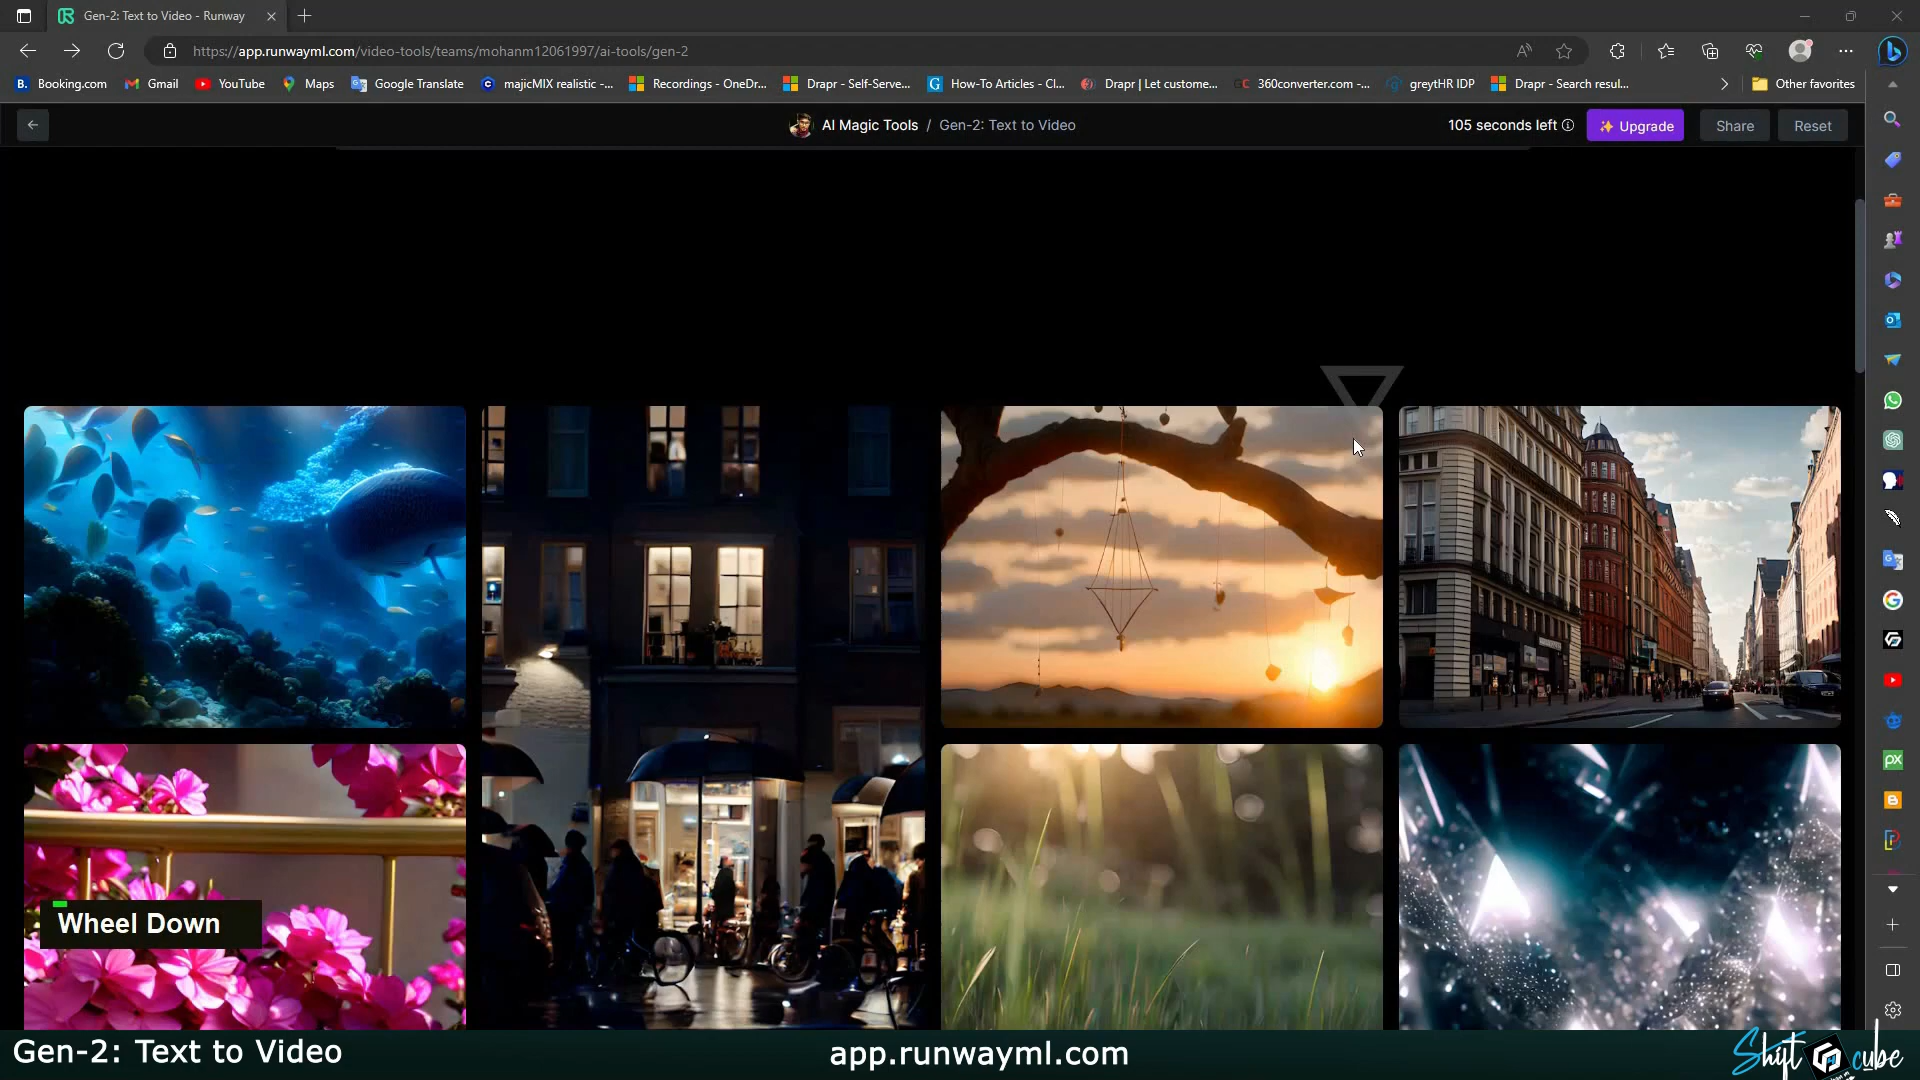 Gen-2: Text to Video - Runway
https://app.runwayml.com/video-tools/teams/mohanm12061997/ai-tools/gen-2
Booking.com
Gmail
YouTube
Maps
Google Translate
majicMIX realistic -...
Recordings - OneDr...
Drapr - Self-Serve...
How-To Articles - Cl...
Drapr | Let custome...
360converter.com -...
greytHR IDP
Drapr - Search resul...
Other favorites
AI Magic Tools / Gen-2: Text to Video
105 seconds left
Upgrade
Share
Reset
Wheel Down
Gen-2: Text to Video
app.runwayml.com
Shift cube